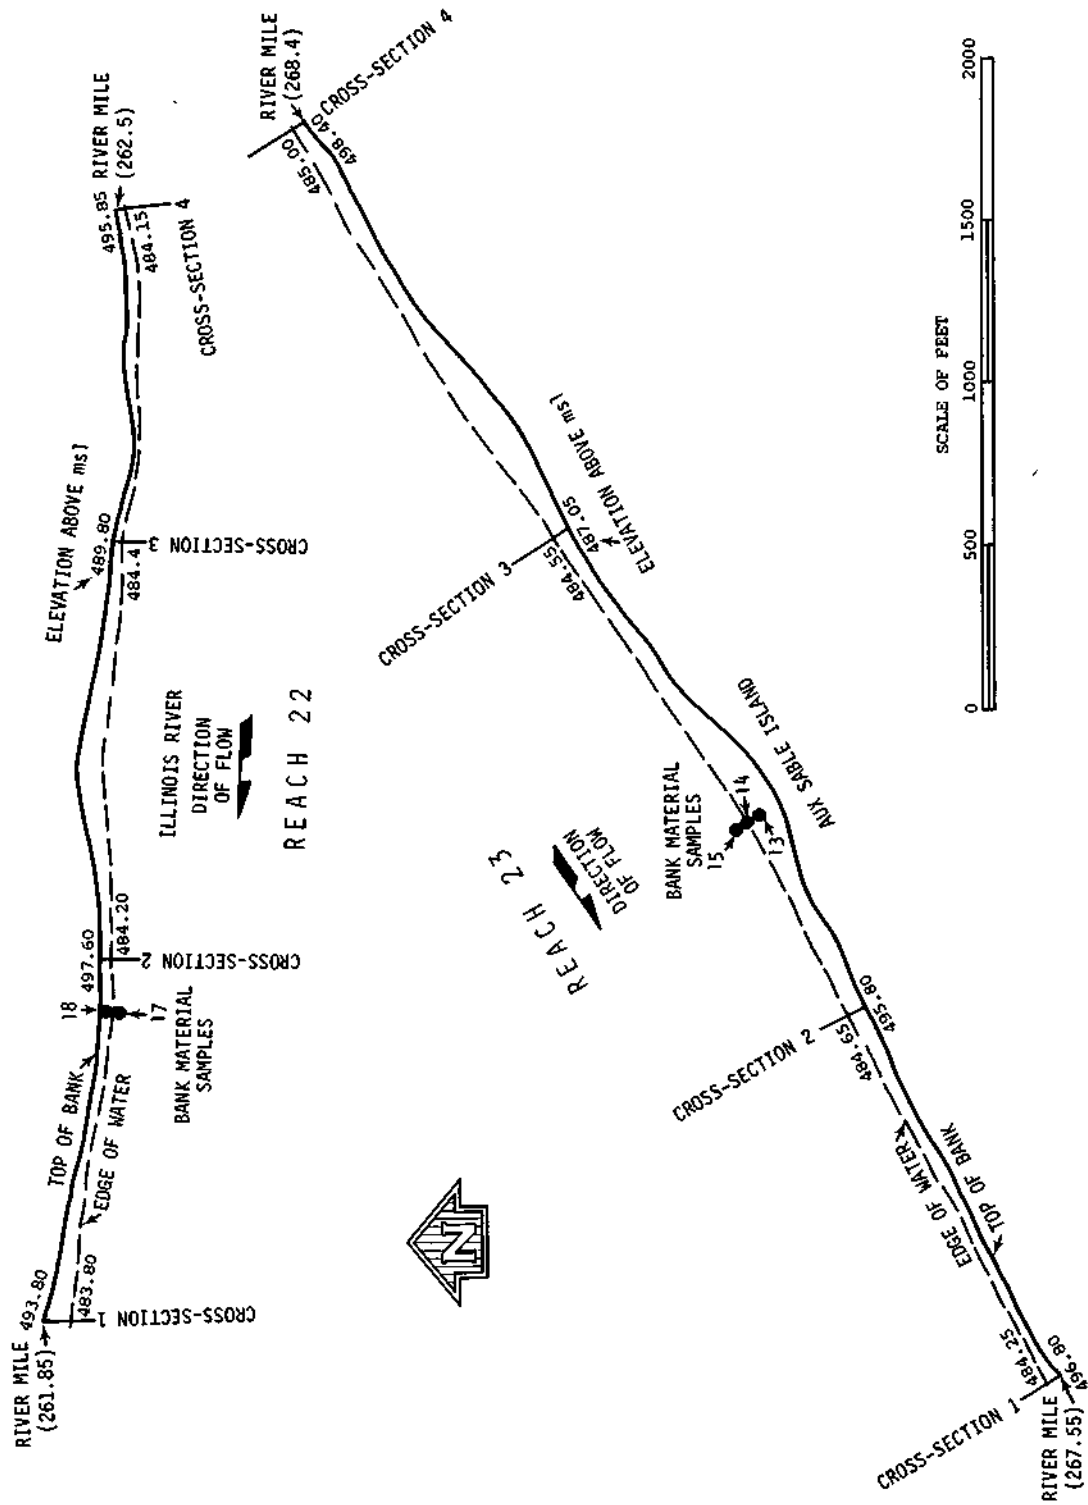 RIVER MILE
(261.85)
493.80
483.80
CROSS-SECTION 1
TOP OF BANK
EDGE OF WATER
18
17
BANK MATERIAL
SAMPLES
497.60
484.20
CROSS-SECTION 2
ILLINOIS RIVER
DIRECTION
OF FLOW
REACH 22
ELEVATION ABOVE msl
489.80
484.4
CROSS-SECTION 3
495.85
RIVER MILE
(262.5)
484.15
CROSS-SECTION 4
N
RIVER MILE
(267.55)
496.80
484.25
CROSS-SECTION 1
EDGE OF WATER
TOP OF BANK
CROSS-SECTION 2
484.65
495.80
REACH 23
DIRECTION
OF FLOW
BANK MATERIAL
SAMPLES
15
14
13
AUX SABLE ISLAND
CROSS-SECTION 3
484.55
487.05
ELEVATION ABOVE msl
RIVER MILE
(268.4)
485.00
498.40
CROSS-SECTION 4
SCALE OF FEET
0
500
1000
1500
2000